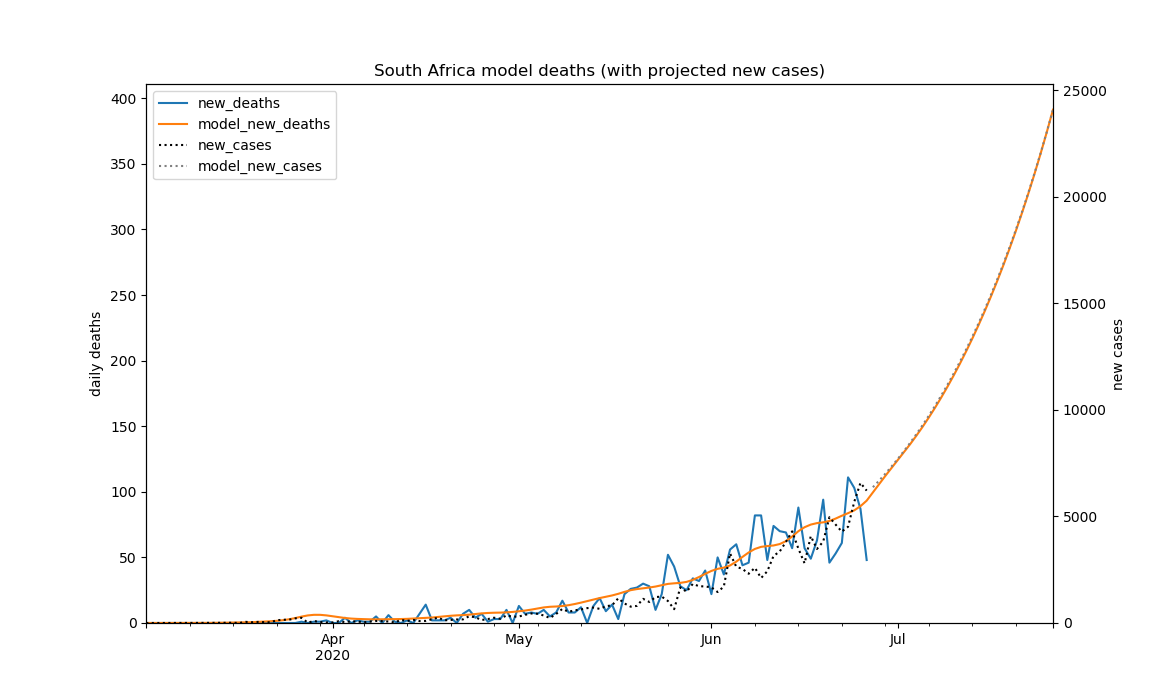 South Africa model deaths (with projected new cases)
new_deaths
model_new_deaths
new_cases
model_new_cases
400
350
300
250
200
150
100
50
0
daily deaths
25000
20000
15000
10000
5000
0
new cases
Apr
2020
May
Jun
Jul